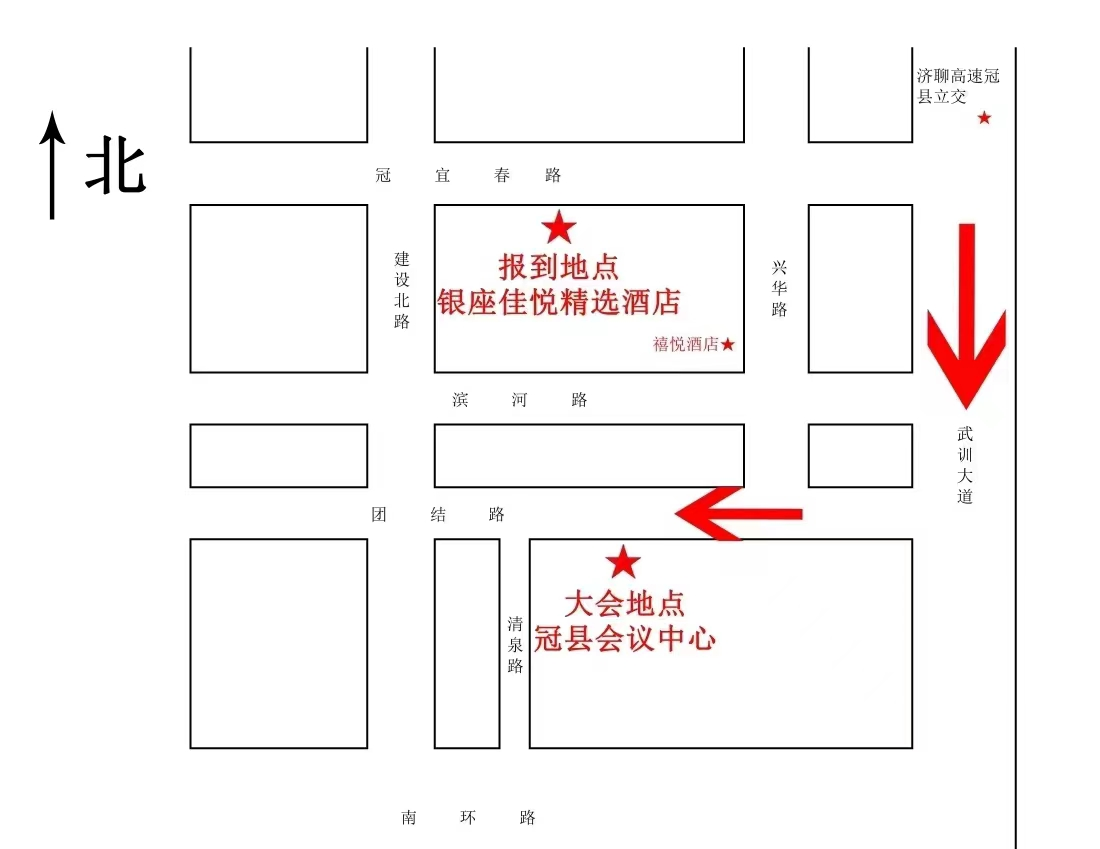 济聊高速冠
县立交
北
冠宜春路
报到地点
银座佳悦精选酒店
建设北路
兴华路
禧悦酒店
滨河路
武训大道
团结路
大会地点
冠县会议中心
清泉路
南环路